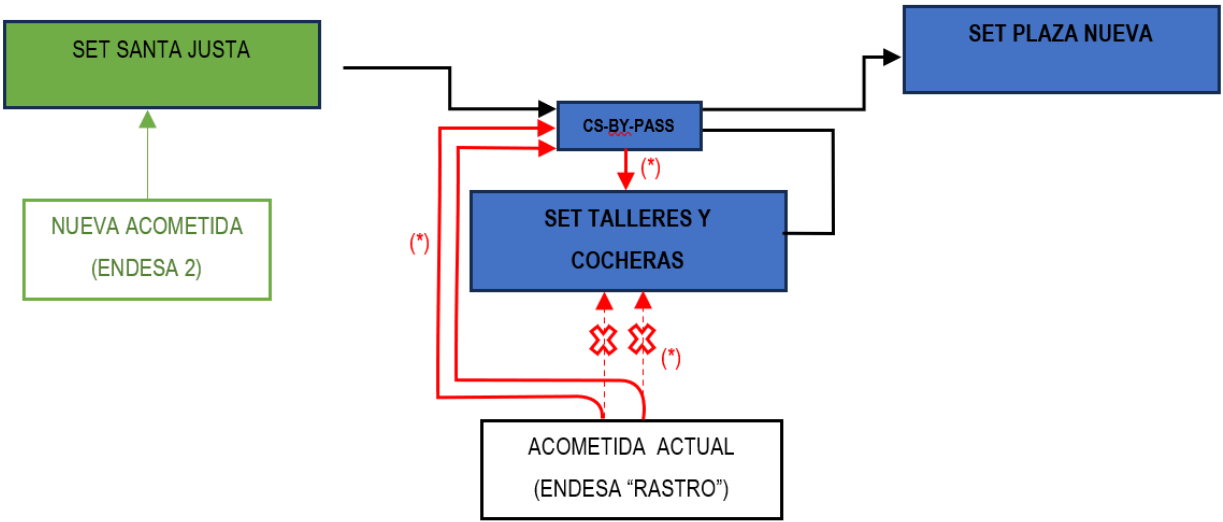 SET SANTA JUSTA
SET PLAZA NUEVA
CS-BY-PASS
(*)
SET TALLERES Y
COCHERAS
NUEVA ACOMETIDA
(ENDESA 2)
(*)
(*)
ACOMETIDA ACTUAL
(ENDESA “RASTRO”)